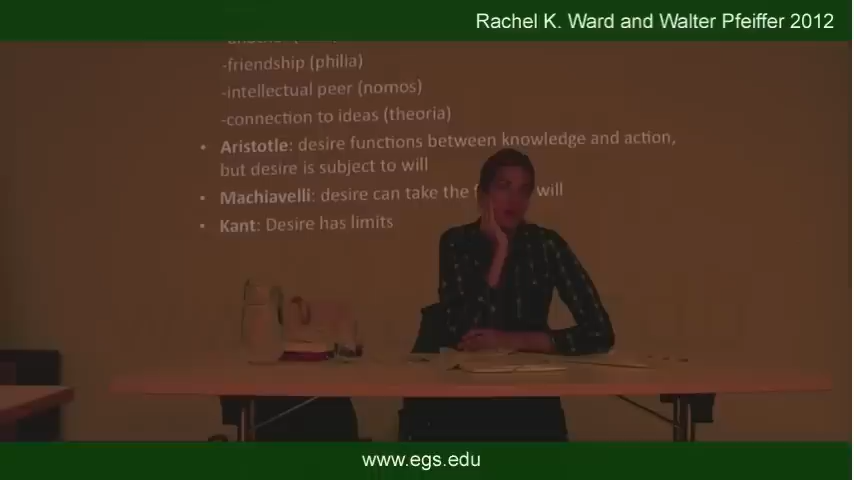 Rachel K. Ward and Walter Pfeiffer 2012
-friendship (philia)
-intellectual peer (nomos)
-connection to ideas (theoria)
• Aristotle: desire functions between knowledge and action,
but desire is subject to will
• Machiavelli: desire can take the f will
• Kant: Desire has limits
www.egs.edu